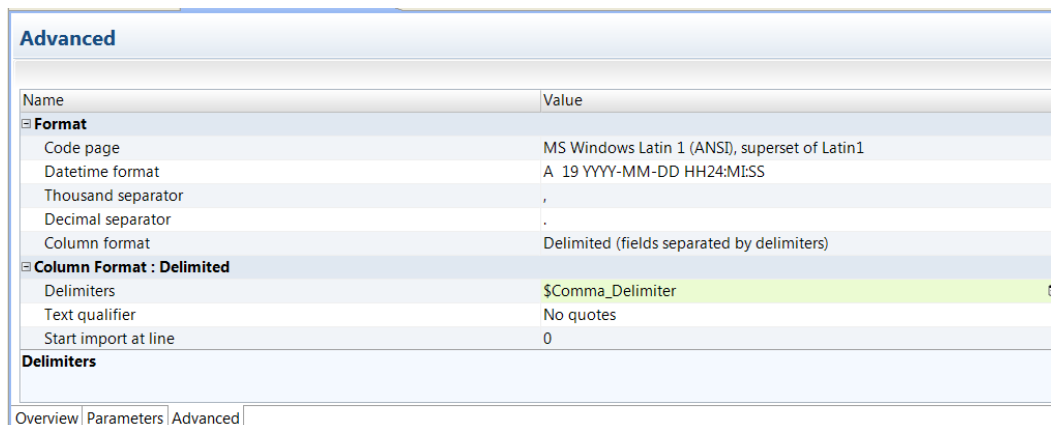 Advanced
Name Value
Format
Code page MS Windows Latin 1 (ANSI), superset of Latin1
Datetime format A 19 YYYY-MM-DD HH24:MI:SS
Thousand separator ,
Decimal separator .
Column format Delimited (fields separated by delimiters)
Column Format : Delimited
Delimiters $Comma_Delimiter
Text qualifier No quotes
Start import at line 0
Delimiters
Overview Parameters Advanced